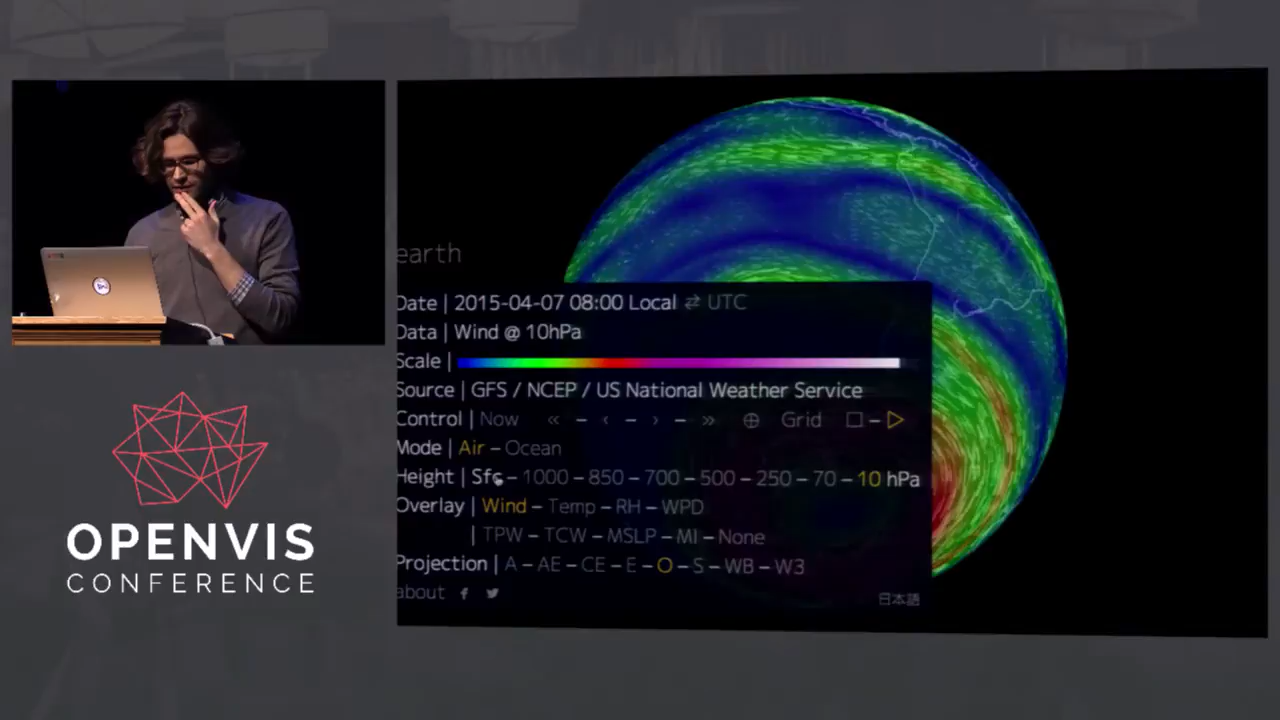 earth
Date | 2015-04-07 08:00 Local ⇄ UTC
Data | Wind @ 10hPa
Scale |
Source | GFS / NCEP / US National Weather Service
Control | Now « – ‹ – › – » ⊕ Grid □ – ▷
Mode | Air – Ocean
Height | Sfc – 1000 – 850 – 700 – 500 – 250 – 70 – 10 hPa
Overlay | Wind – Temp – RH – WPD
| TPW – TCW – MSLP – MI – None
Projection | A – AE – CE – E – O – S – WB – W3
about f
日本語
OPENVIS
CONFERENCE